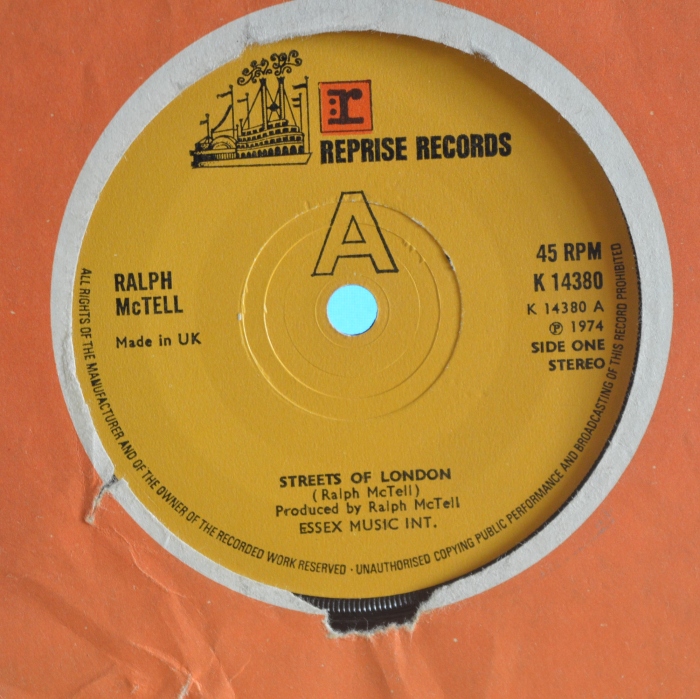 r
REPRISE RECORDS
A
RALPH
McTELL
Made in UK
45 RPM
K 14380
K 14380 A
℗ 1974
SIDE ONE
STEREO
STREETS OF LONDON
(Ralph McTell)
Produced by Ralph McTell
ESSEX MUSIC INT.
ALL RIGHTS OF THE MANUFACTURER AND OF THE OWNER OF THE RECORDED WORK RESERVED · UNAUTHORISED COPYING PUBLIC PERFORMANCE AND BROADCASTING OF THIS RECORD PROHIBITED